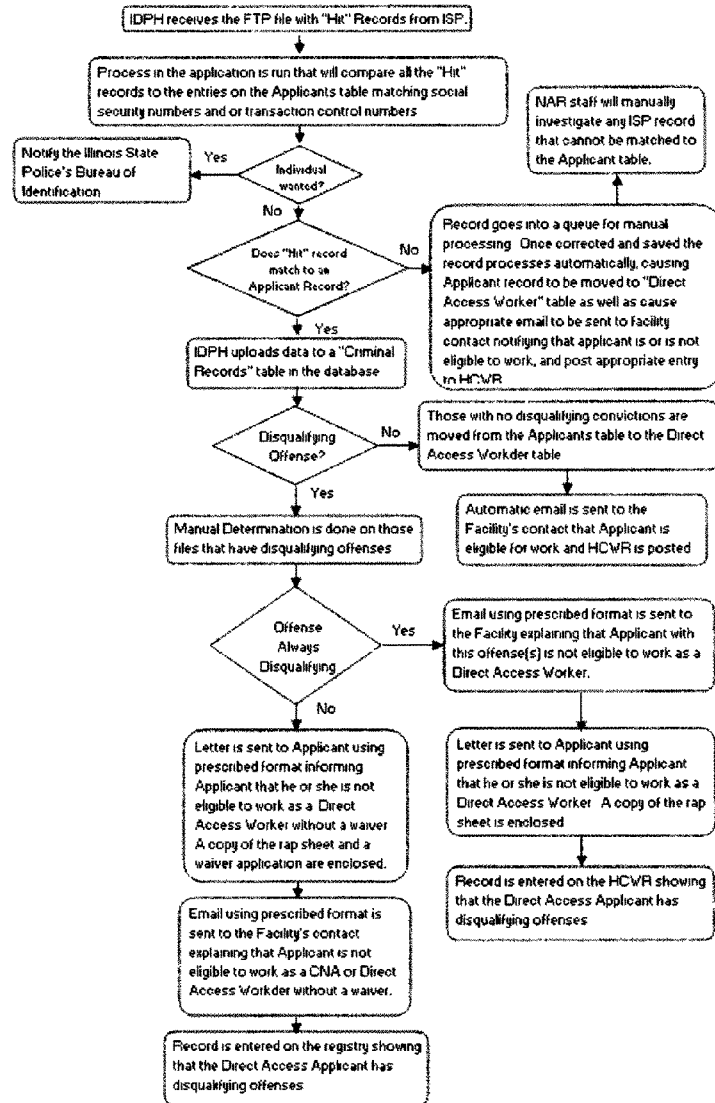 IDPH receives the FTP file with "Hit" Records from ISP.
Process in the application is run that will compare all the "Hit"
records to the entries on the Applicants table matching social
security numbers and or transaction control numbers
NAR staff will manually
investigate any ISP record
that cannot be matched to
the Applicant table.
Notify the Illinois State
Police's Bureau of
Identification
Yes
Individual
wanted?
No
Does "Hit" record
match to an
Applicant Record?
No
Record goes into a queue for manual
processing Once corrected and saved the
record processes automatically, causing
Applicant record to be moved to "Direct
Access Worker" table as well as cause
appropriate email to be sent to facility
contact notifying that applicant is or is not
eligible to work, and post appropriate entry
to HCWR
Yes
IDPH uploads data to a "Criminal
Records" table in the database
Disqualifying
Offense?
No
Those with no disqualifying convictions are
moved from the Applicants table to the Direct
Access Workder table
Yes
Automatic email is sent to the
Facility's contact that Applicant is
eligible for work and HCWR is posted
Manual Determination is done on those
files that have disqualifying offenses
Offense
Always
Disqualifying
Yes
Email using prescribed format is sent to
the Facility explaining that Applicant with
this offense(s) is not eligible to work as a
Direct Access Worker.
No
Letter is sent to Applicant using
prescribed format informing
Applicant that he or she is not
eligible to work as a Direct
Access Worker without a waiver
A copy of the rap sheet and a
waiver application are enclosed.
Letter is sent to Applicant using
prescribed format informing Applicant
that he or she is not eligible to work as a
Direct Access Worker A copy of the rap
sheet is enclosed
Record is entered on the HCWR showing
that the Direct Access Applicant has
disqualifying offenses
Email using prescribed format is
sent to the Facility's contact
explaining that Applicant is not
eligible to work as a CNA or Direct
Access Workder without a waiver.
Record is entered on the registry showing
that the Direct Access Applicant has
disqualifying offenses